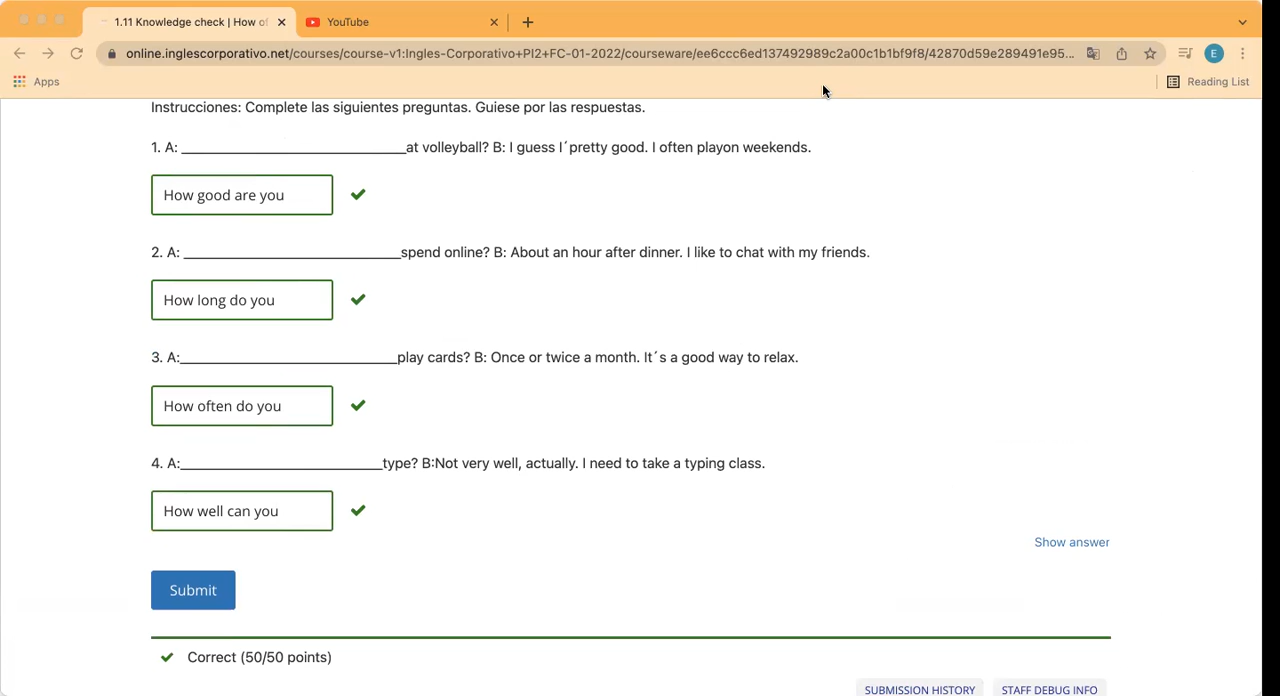 1.11 Knowledge check | How of
YouTube
online.inglescorporativo.net/courses/course-v1:Ingles-Corporativo+PI2+FC-01-2022/courseware/ee6ccc6ed137492989c2a00c1b1bf9f8/42870d59e289491e95...
E
Apps
Reading List
Instrucciones: Complete las siguientes preguntas. Guiese por las respuestas.
1. A: ____________________________at volleyball? B: I guess I´pretty good. I often playon weekends.
How good are you
2. A: ___________________________spend online? B: About an hour after dinner. I like to chat with my friends.
How long do you
3. A:___________________________play cards? B: Once or twice a month. It´s a good way to relax.
How often do you
4. A:_________________________type? B:Not very well, actually. I need to take a typing class.
How well can you
Show answer
Submit
Correct (50/50 points)
SUBMISSION HISTORY
STAFF DEBUG INFO